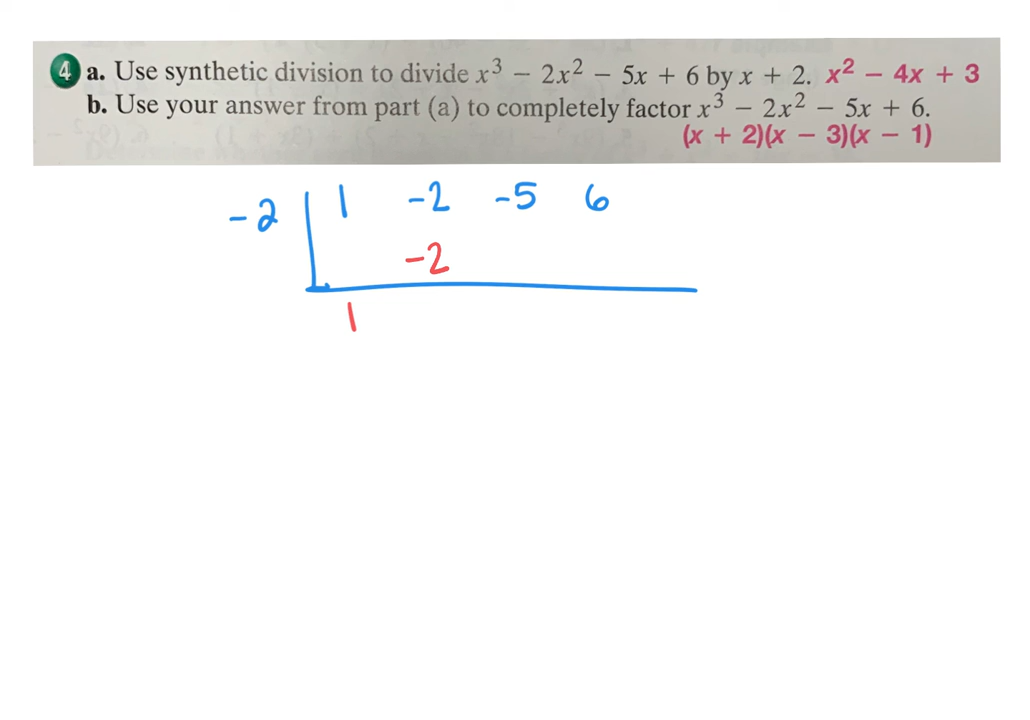 4 a. Use synthetic division to divide x³ − 2x² − 5x + 6 by x + 2. x² − 4x + 3
b. Use your answer from part (a) to completely factor x³ − 2x² − 5x + 6.
(x + 2)(x − 3)(x − 1)
-2 1 -2 -5 6
-2
1